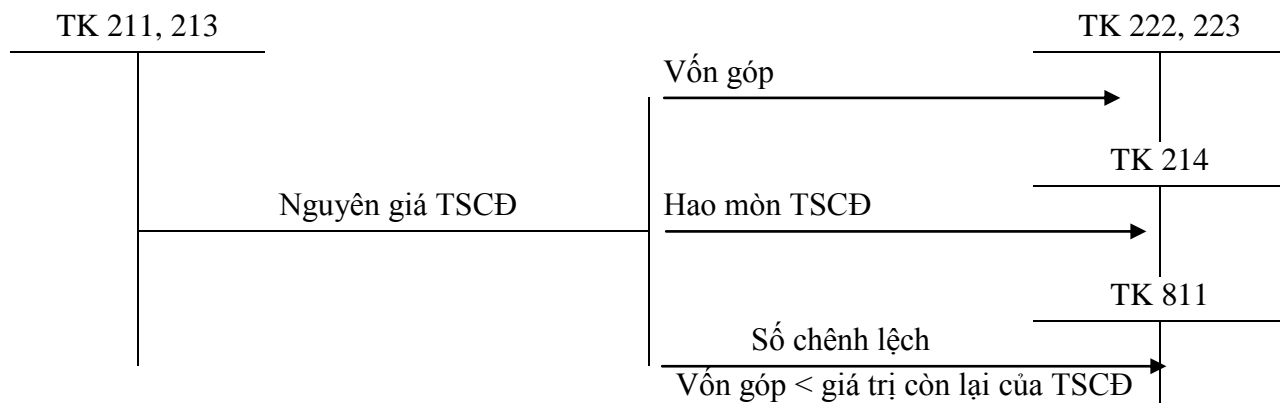 TK 211, 213
TK 222, 223
Vốn góp
TK 214
Nguyên giá TSCĐ
Hao mòn TSCĐ
TK 811
Số chênh lệch
Vốn góp < giá trị còn lại của TSCĐ